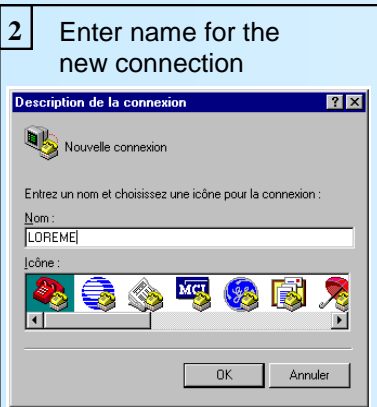 2
Enter name for the
new connection
Description de la connexion
Nouvelle connexion
Entrez un nom et choisissez une icône pour la connexion :
Nom :
LOREME
Icône :
MCI
OK Annuler